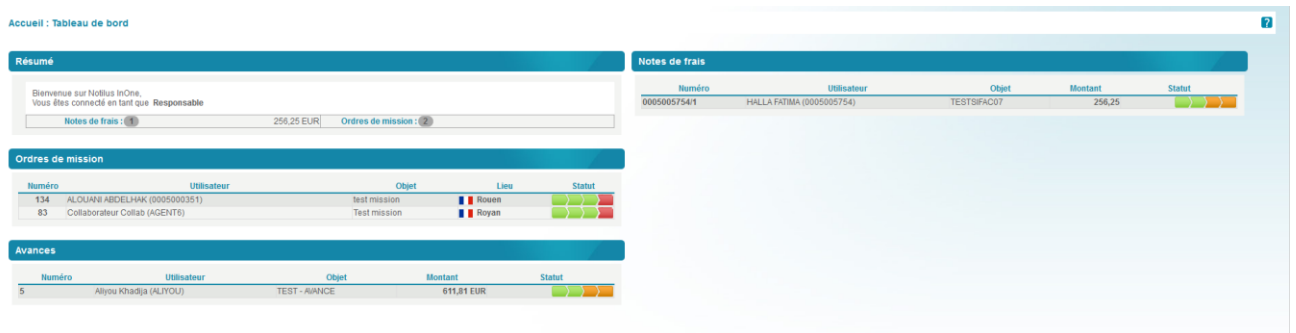 Accueil : Tableau de bord
?
Résumé
Bienvenue sur Notilus InOne,
Vous êtes connecté en tant que Responsable
Notes de frais : 1 256,25 EUR Ordres de mission : 2
Ordres de mission
Numéro Utilisateur Objet Lieu Statut
134 ALOUANI ABDELHAK (0005000351) test mission Rouen
83 Collaborateur Collab (AGENT6) Test mission Royan
Avances
Numéro Utilisateur Objet Montant Statut
5 Aliyou Khadija (ALIYOU) TEST - AVANCE 611,81 EUR
Notes de frais
Numéro Utilisateur Objet Montant Statut
0005005754/1 HALLA FATIMA (0005005754) TESTSIFAC07 256,25